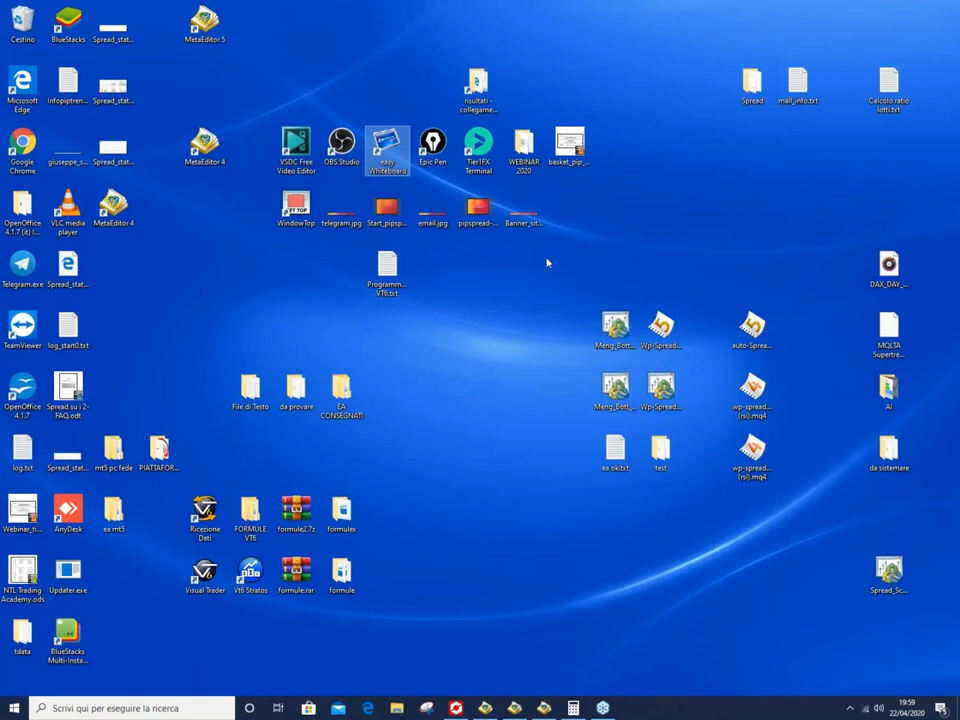 Cestino
BlueStacks
Spread_stat...
MetaEditor 5
Microsoft
Edge
Infopiptren...
Spread_stat...
risultati -
collegame...
Spread
mail_info.txt
Calcolo ratio
lotti.txt
Google
Chrome
giuseppe_s...
Spread_stat...
MetaEditor 4
VSDC Free
Video Editor
OBS Studio
easy
Whiteboard
Epic Pen
Tier1FX
Terminal
WEBINAR
2020
basket_pip_...
OpenOffice
4.1.7 (it) I...
VLC media
player
MetaEditor 4
ET TOP
WindowTop
telegram.jpg
Start_pipsp...
email.jpg
pipspread-...
Banner_sit...
Telegram.exe
Spread_stat...
Programm...
VT6.txt
DAX_DAY_...
TeamViewer
log_start0.txt
Meng_Bott...
Wp-Spread...
auto-Sprea...
MQLTA
Supertre...
OpenOffice
4.1.7
Spread su i 2-
FAQ.odt
File di Testo
da provare
EA
CONSEGNATI
Meng_Bott_...
Wp-Spread...
wp-spread...
(rsi).mq4
AI
log.txt
Spread_stat...
mt5 pc fede
PIATTAFOR...
ea ok.txt
test
wp-spread...
(rsi).mq4
da sistemare
Webinar_ti...
AnyDesk
ea mt5
Ricezione
Dati
FORMULE
VT6
formule2.7z
formulex
NTL Trading
Academy.ods
Updater.exe
Visual Trader
Vt6 Stratos
formule.rar
formule
Spread_Sc...
tdata
BlueStacks
Multi-Insta...
Scrivi qui per eseguire la ricerca
19:59
22/04/2020